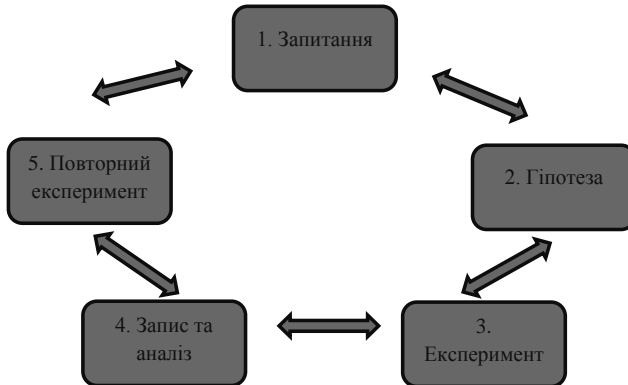 1. Запитання
2. Гіпотеза
3.
Експеримент
4. Запис та
аналіз
5. Повторний
експеримент